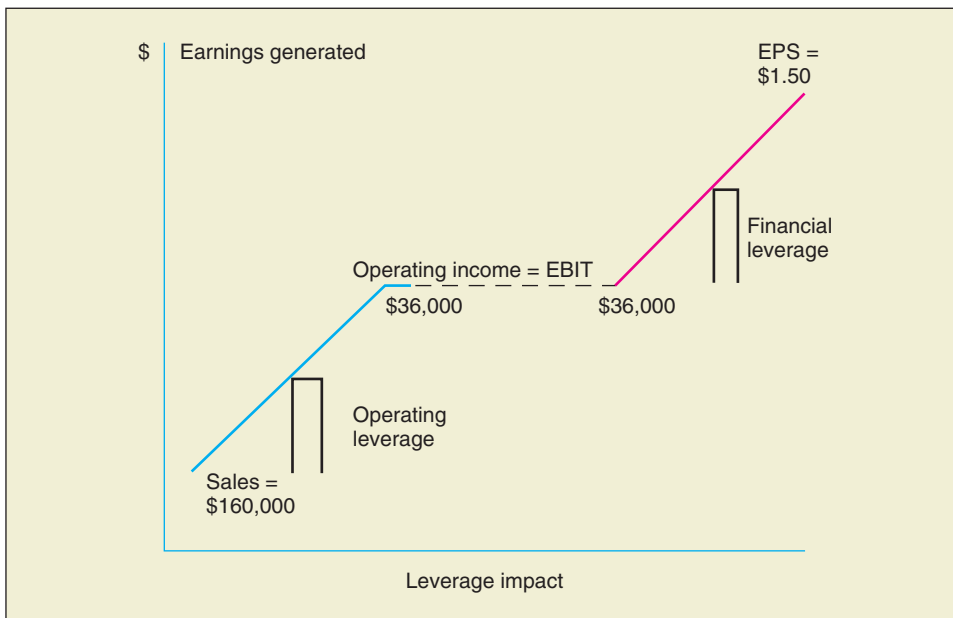 $
Earnings generated
EPS =
$1.50
Financial
leverage
Operating income = EBIT
$36,000
$36,000
Operating
leverage
Sales =
$160,000
Leverage impact